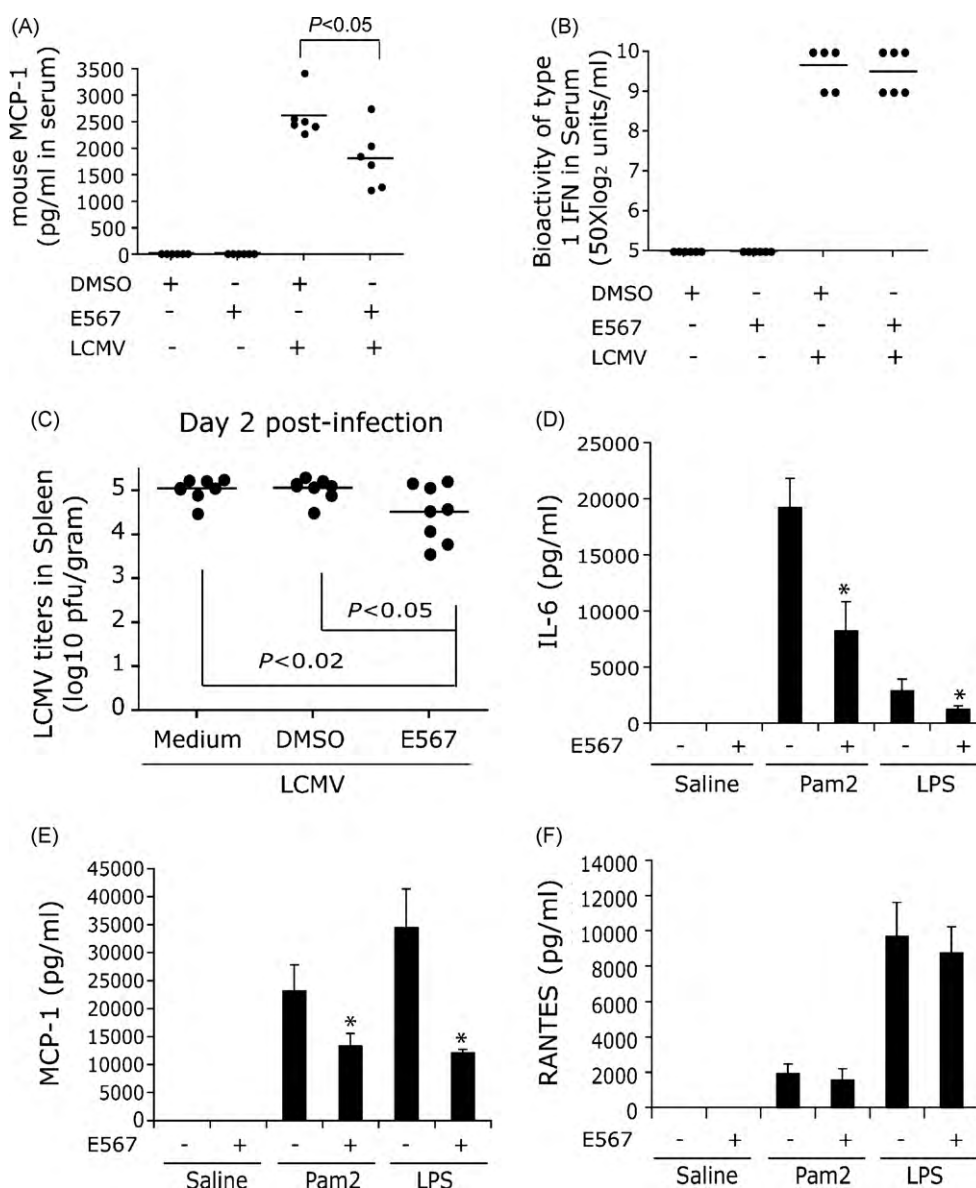 (A)
P<0.05
mouse MCP-1
(pg/ml in serum)
3500
3000
2500
2000
1500
1000
500
0
DMSO + - + -
E567 - + - +
LCMV - - + +
(B)
Bioactivity of type
1 IFN in Serum
(50Xlog2 units/ml)
10
9
8
7
6
5
DMSO + - + -
E567 - + - +
LCMV - - + +
(C)
Day 2 post-infection
LCMV titers in Spleen
(log10 pfu/gram)
5
4
3
2
1
0
P<0.05
P<0.02
Medium DMSO E567
LCMV
(D)
IL-6 (pg/ml)
25000
20000
15000
10000
5000
0
*
*
E567 - + - + - +
Saline Pam2 LPS
(E)
MCP-1 (pg/ml)
45000
40000
35000
30000
25000
20000
15000
10000
5000
0
*
*
E567 - + - + - +
Saline Pam2 LPS
(F)
RANTES (pg/ml)
14000
12000
10000
8000
6000
4000
2000
0
E567 - + - + - +
Saline Pam2 LPS